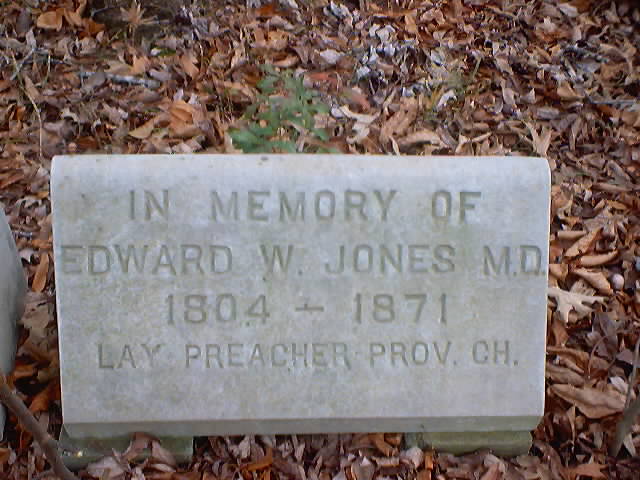 IN MEMORY OF
EDWARD W. JONES M.D.
1804 – 1871
LAY PREACHER PROV. CH.